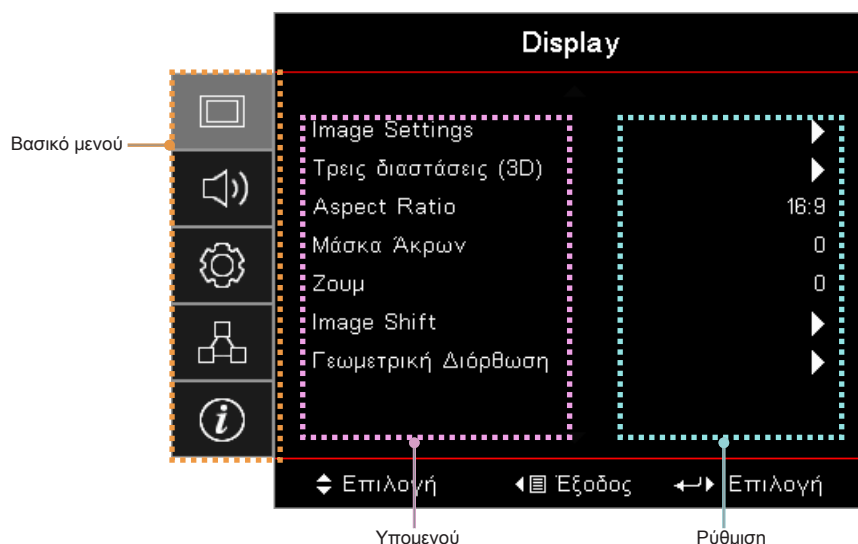 Display
Βασικό μενού
Image Settings
Τρεις διαστάσεις (3D)
Aspect Ratio 16:9
Μάσκα Άκρων 0
Ζουμ 0
Image Shift
Γεωμετρική Διόρθωση
Επιλογή Έξοδος Επιλογή
Υπομενού Ρύθμιση